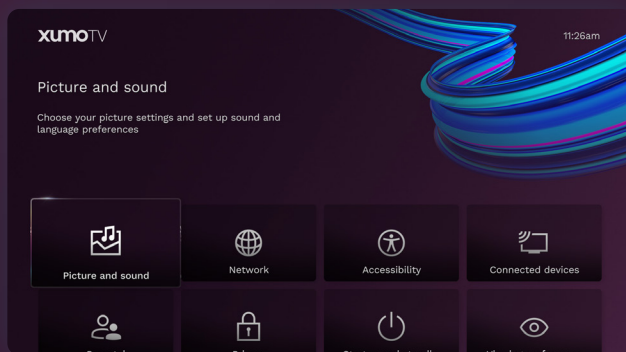 xumoTV
11:26am
Picture and sound
Choose your picture settings and set up sound and
language preferences
Picture and sound
Network
Accessibility
Connected devices